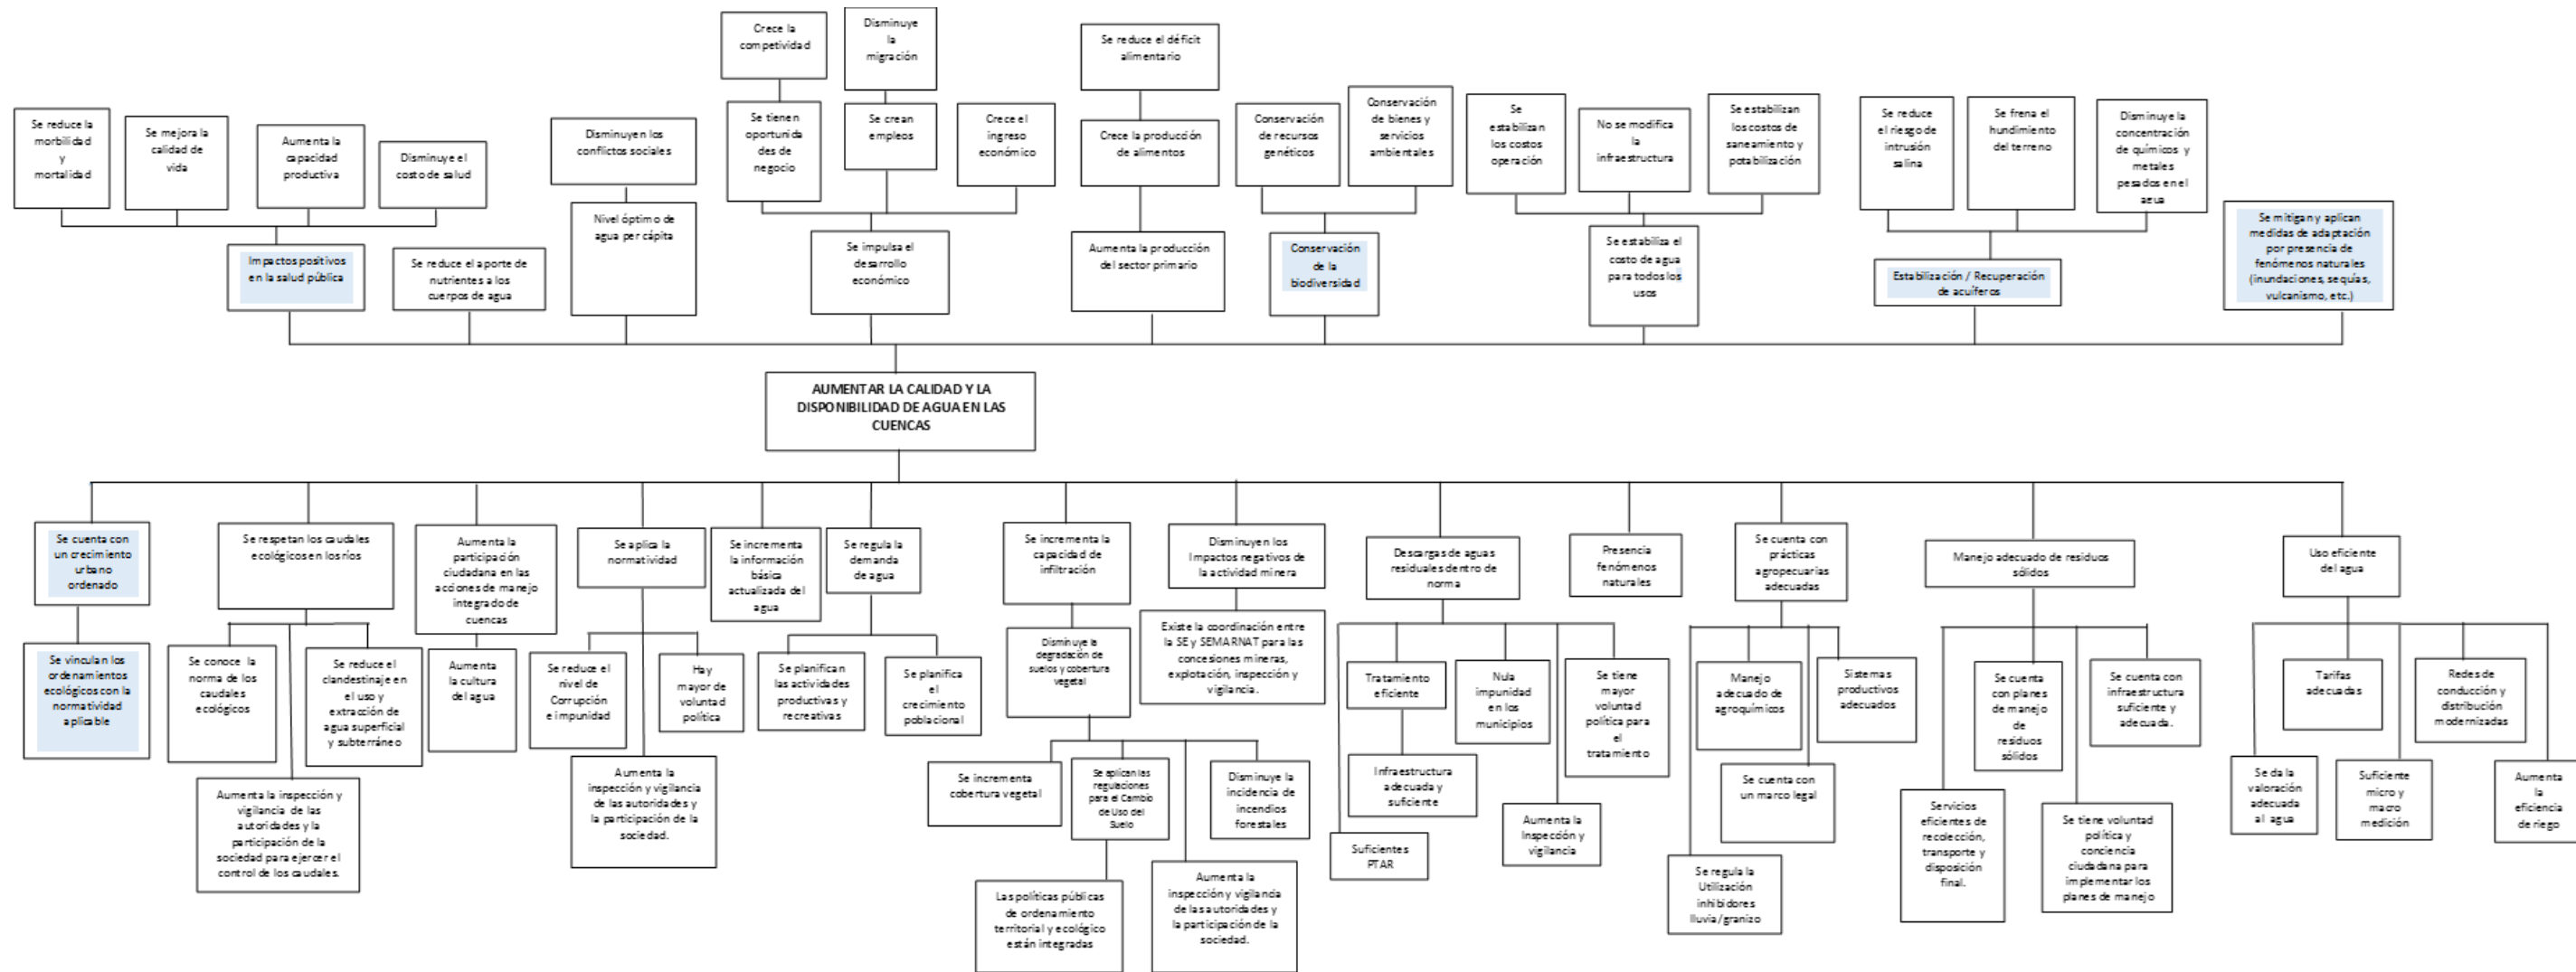 Crece la
competividad
Disminuye
la
migración
Se reduce el déficit
alimentario
Se reduce la
morbilidad
y
mortalidad
Se mejora la
calidad de
vida
Aumenta la
capacidad
productiva
Disminuye el
costo de salud
Disminuyen los
conflictos sociales
Se tienen
oportunida
des de
negocio
Se crean
empleos
Crece el
ingreso
económico
Crece la producción
de alimentos
Conservación
de recursos
genéticos
Conservación
de bienes y
servicios
ambientales
Se
estabilizan
los costos
operación
No se modifica
la
infraestructura
Se estabilizan
los costos de
saneamiento y
potabilización
Se reduce
el riesgo de
intrusión
salina
Se frena el
hundimiento
del terreno
Disminuye la
concentración
de químicos y
metales
pesados en el
agua
Impactos positivos
en la salud pública
Se reduce el aporte de
nutrientes a los
cuerpos de agua
Nivel óptimo de
agua per cápita
Se impulsa el
desarrollo
económico
Aumenta la producción
del sector primario
Conservación
de la
biodiversidad
Se estabiliza el
costo de agua
para todos los
usos
Estabilización / Recuperación
de acuíferos
Se mitigan y aplican
medidas de adaptación
por presencia de
fenómenos naturales
(inundaciones, sequías,
vulcanismo, etc.)
AUMENTAR LA CALIDAD Y LA
DISPONIBILIDAD DE AGUA EN LAS
CUENCAS
Se cuenta con
un crecimiento
urbano
ordenado
Se respetan los caudales
ecológicos en los ríos
Aumenta la
participación
ciudadana en las
acciones de manejo
integrado de
cuencas
Se aplica la
normatividad
Se incrementa
la información
básica
actualizada del
agua
Se regula la
demanda
de agua
Se incrementa la
capacidad de
infiltración
Disminuyen los
Impactos negativos de
la actividad minera
Descargas de aguas
residuales dentro de
norma
Presencia
fenómenos
naturales
Se cuenta con
prácticas
agropecuarias
adecuadas
Manejo adecuado de residuos
sólidos
Uso eficiente
del agua
Se vinculan los
ordenamientos
ecológicos con la
normatividad
aplicable
Se conoce la
norma de los
caudales
ecológicos
Se reduce el
clandestinaje en
el uso y
extracción de
agua superficial
y subterráneo
Aumenta
la cultura
del agua
Se reduce el
nivel de
Corrupción
e impunidad
Hay
mayor de
voluntad
política
Se planifican
las actividades
productivas y
recreativas
Se planifica
el
crecimiento
poblacional
Disminuye la
degradación de
suelos y cobertura
vegetal
Existe la coordinación entre
la SE y SEMARNAT para las
concesiones mineras,
explotación, inspección y
vigilancia.
Tratamiento
eficiente
Nula
impunidad
en los
municipios
Se tiene
mayor
voluntad
política para
el
tratamiento
Manejo
adecuado de
agroquímicos
Sistemas
productivos
adecuados
Se cuenta
con planes
de manejo
de
residuos
sólidos
Se cuenta con
infraestructura
suficiente y
adecuada.
Tarifas
adecuadas
Redes de
conducción y
distribución
modernizadas
Aumenta la inspección y
vigilancia de las
autoridades y la
participación de la
sociedad para ejercer el
control de los caudales.
Aumenta la
inspección y vigilancia
de las autoridades y
la participación de la
sociedad.
Se incrementa
cobertura vegetal
Se aplican las
regulaciones
para el Cambio
de Uso del
Suelo
Disminuye la
incidencia de
incendios
forestales
Infraestructura
adecuada y
suficiente
Aumenta la
Inspección y
vigilancia
Suficientes
PTAR
Se cuenta con
un marco legal
Servicios
eficientes de
recolección,
transporte y
disposición
final.
Se tiene voluntad
política y
conciencia
ciudadana para
implementar los
planes de manejo
Se da la
valoración
adecuada
al agua
Suficiente
micro y
macro
medición
Aumenta
la
eficiencia
de riego
Las políticas públicas
de ordenamiento
territorial y ecológico
están integradas
Aumenta la
inspección y vigilancia
de las autoridades y
la participación de la
sociedad.
Se regula la
Utilización
inhibidores
lluvia/granizo